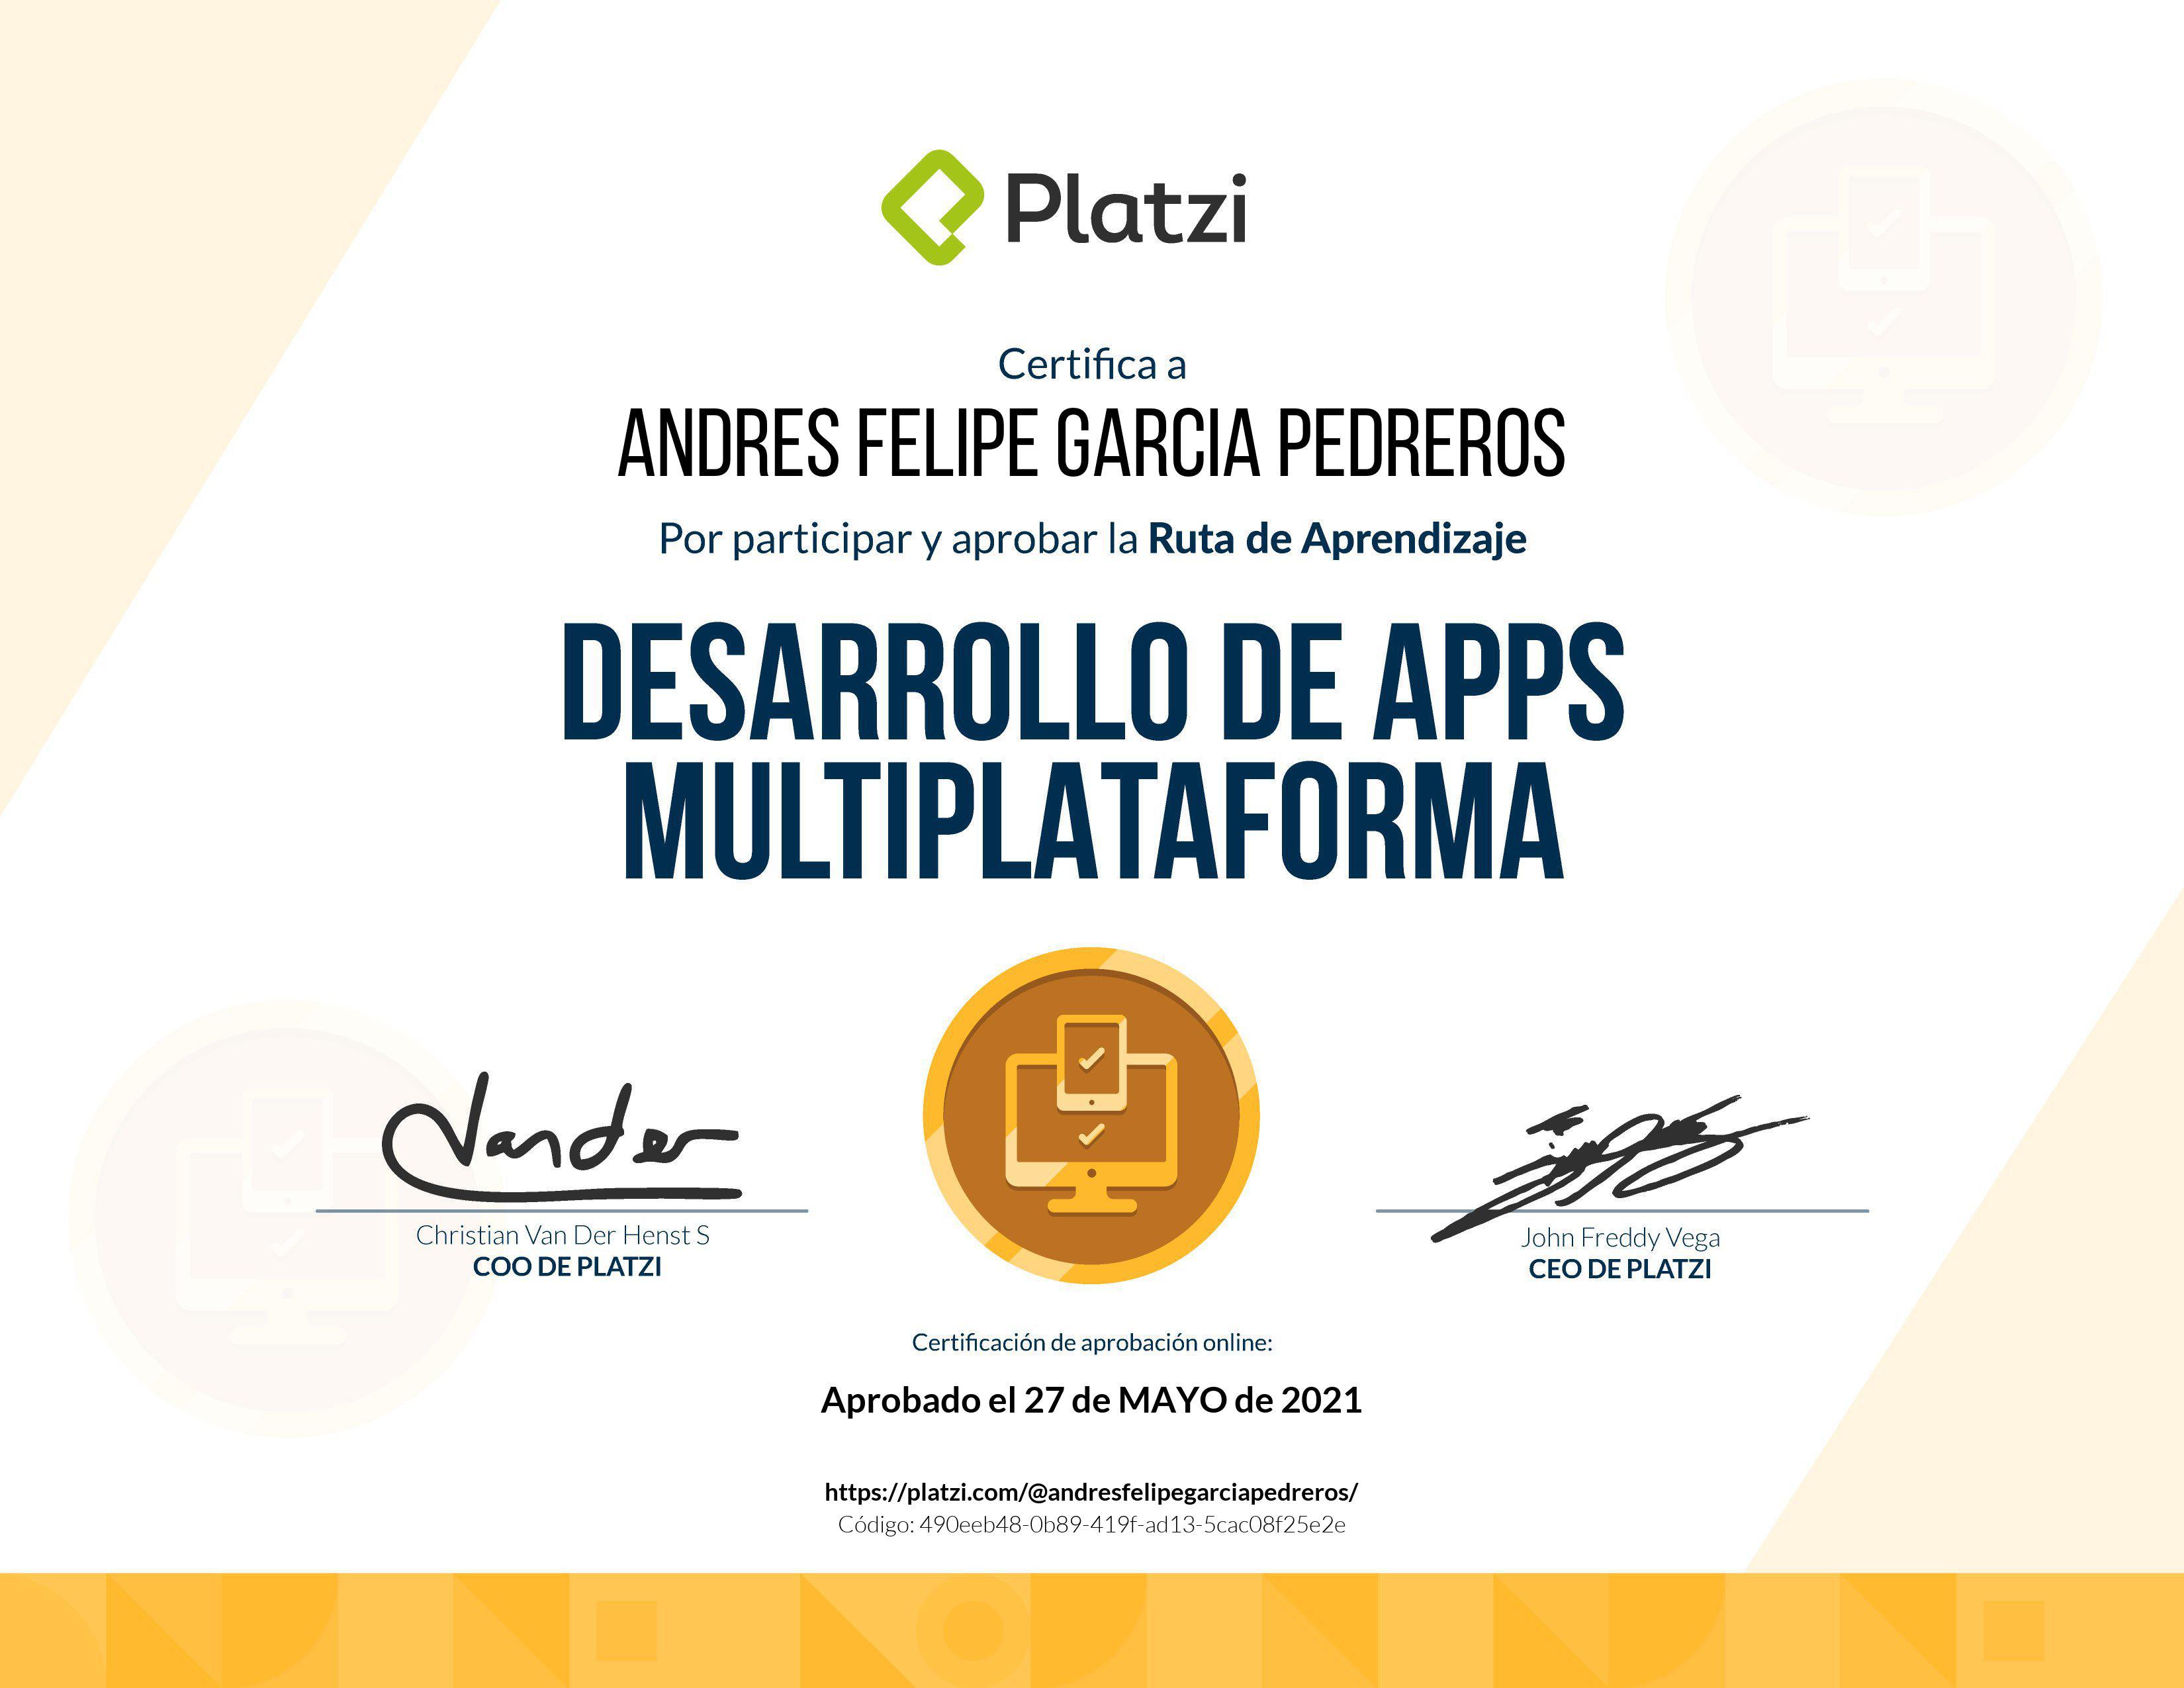 Platzi
Certifica a
ANDRES FELIPE GARCIA PEDREROS
Por participar y aprobar la Ruta de Aprendizaje
DESARROLLO DE APPS
MULTIPLATAFORMA
Vander
Christian Van Der Henst S
COO DE PLATZI
John Freddy Vega
CEO DE PLATZI
Certificación de aprobación online:
Aprobado el 27 de MAYO de 2021
https://platzi.com/@andresfelipegarciapedreros/
Código: 490eeb48-0b89-419f-ad13-5cac08f25e2e